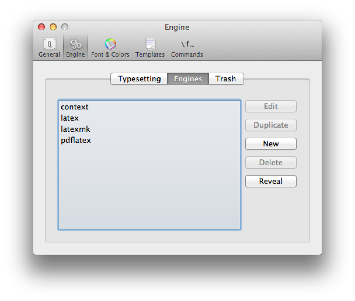 Engine
General Engine Font & Colors Templates Commands
\f...
Typesetting Engines Trash
context
latex
latexmk
pdflatex
Edit
Duplicate
New
Delete
Reveal